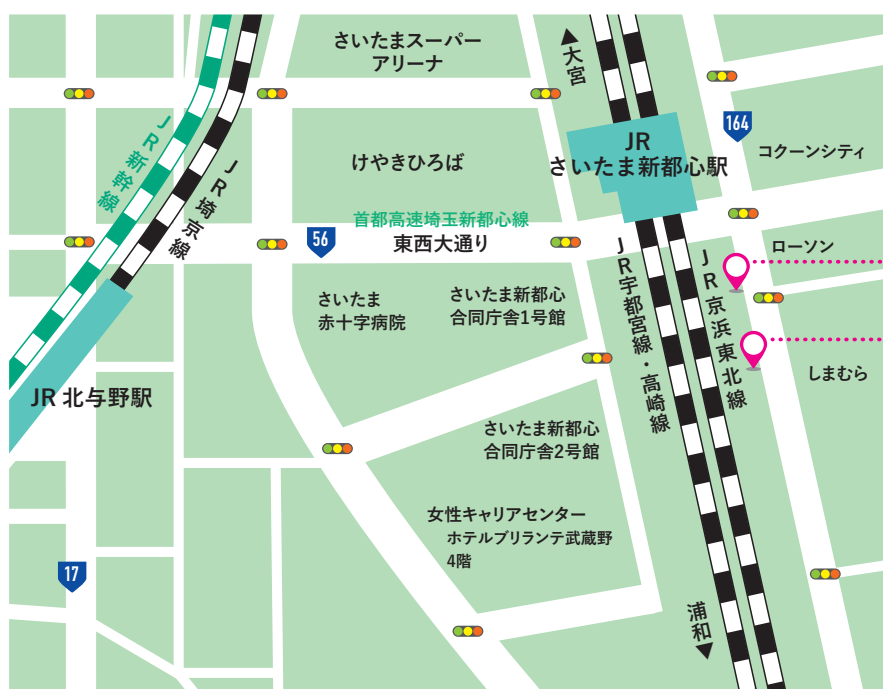 さいたまスーパー
アリーナ
▲大宮
164
JR
さいたま新都心駅
コクーンシティ
けやきひろば
JR新幹線
JR埼京線
首都高速埼玉新都心線
56
東西大通り
ローソン
さいたま
赤十字病院
さいたま新都心
合同庁舎1号館
JR宇都宮線・高崎線
JR京浜東北線
しまむら
JR 北与野駅
さいたま新都心
合同庁舎2号館
女性キャリアセンター
ホテルブリランテ武蔵野
4階
17
浦和▼